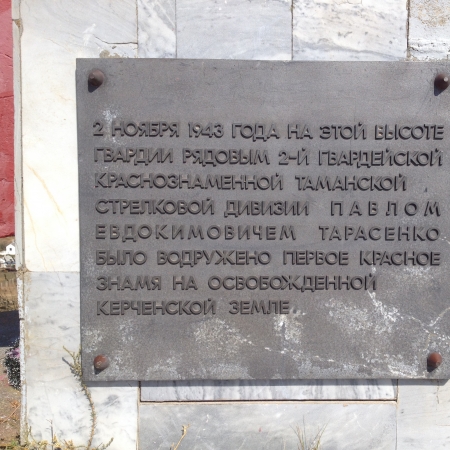 2 НОЯБРЯ 1943 ГОДА НА ЭТОЙ ВЫСОТЕ
ГВАРДИИ РЯДОВЫМ 2-Й ГВАРДЕЙСКОЙ
КРАСНОЗНАМЕННОЙ ТАМАНСКОЙ
СТРЕЛКОВОЙ ДИВИЗИИ ПАВЛОМ
ЕВДОКИМОВИЧЕМ ТАРАСЕНКО
БЫЛО ВОДРУЖЕНО ПЕРВОЕ КРАСНОЕ
ЗНАМЯ НА ОСВОБОЖДЕННОЙ
КЕРЧЕНСКОЙ ЗЕМЛЕ.